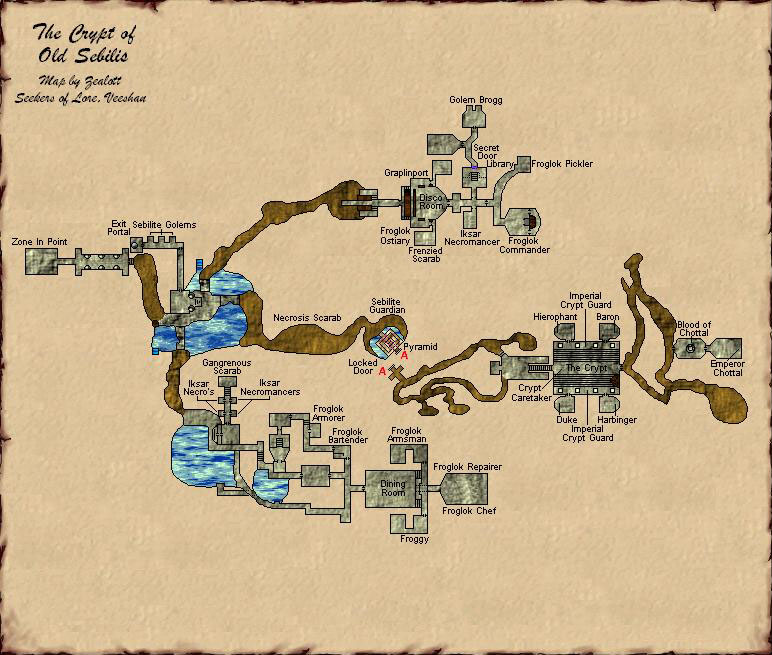 The Crypt of
Old Sebilis
Map by Zealott
Seekers of Lore, Veeshan
Golem Brogg
Secret
Door
Library
Froglok Pickler
Graplinport
Disco
Room
Froglok
Ostiary
Frenzied
Scarab
Iksar
Necromancer
Froglok
Commander
Exit
Portal
Sebilite Golems
Zone In Point
Necrosis Scarab
Sebilite
Guardian
Pyramid
A
Locked
Door
A
Imperial
Crypt Guard
Hierophant
Baron
Blood of
Chottal
Emperor
Chottal
The Crypt
Crypt
Caretaker
Duke
Harbinger
Imperial
Crypt Guard
Gangrenous
Scarab
Iksar
Necro's
Iksar
Necromancers
Froglok
Armorer
Froglok
Bartender
Froglok
Armsman
Froglok Repairer
Dining
Room
Froglok Chef
Froggy